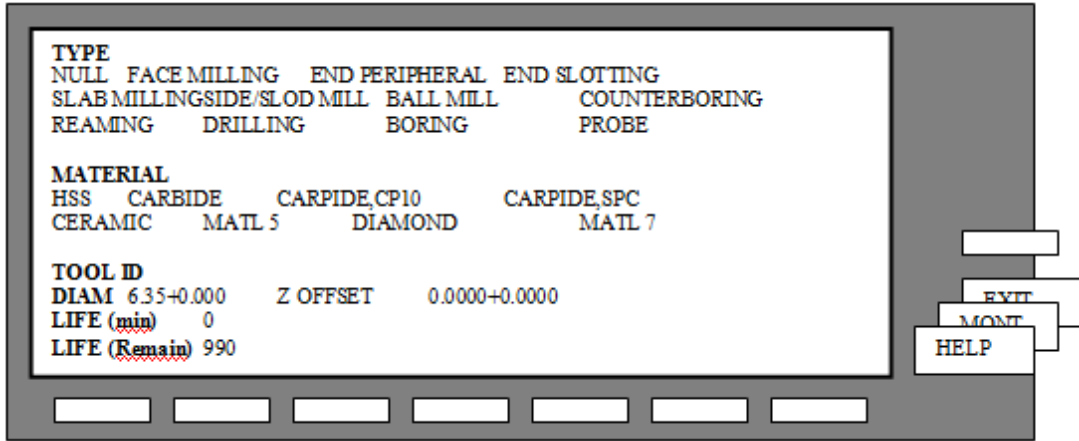 TYPE
NULL FACE MILLING END PERIPHERAL END SLOTTING
SLAB MILLINGSIDE/SLOD MILL BALL MILL COUNTERBORING
REAMING DRILLING BORING PROBE
MATERIAL
HSS CARBIDE CARPIDE,CP10 CARPIDE,SPC
CERAMIC MATL 5 DIAMOND MATL 7
TOOL ID
DIAM 6.35+0.000 Z OFFSET 0.0000+0.0000
LIFE (min) 0
LIFE (Remain) 990
EXIT
MONT
HELP